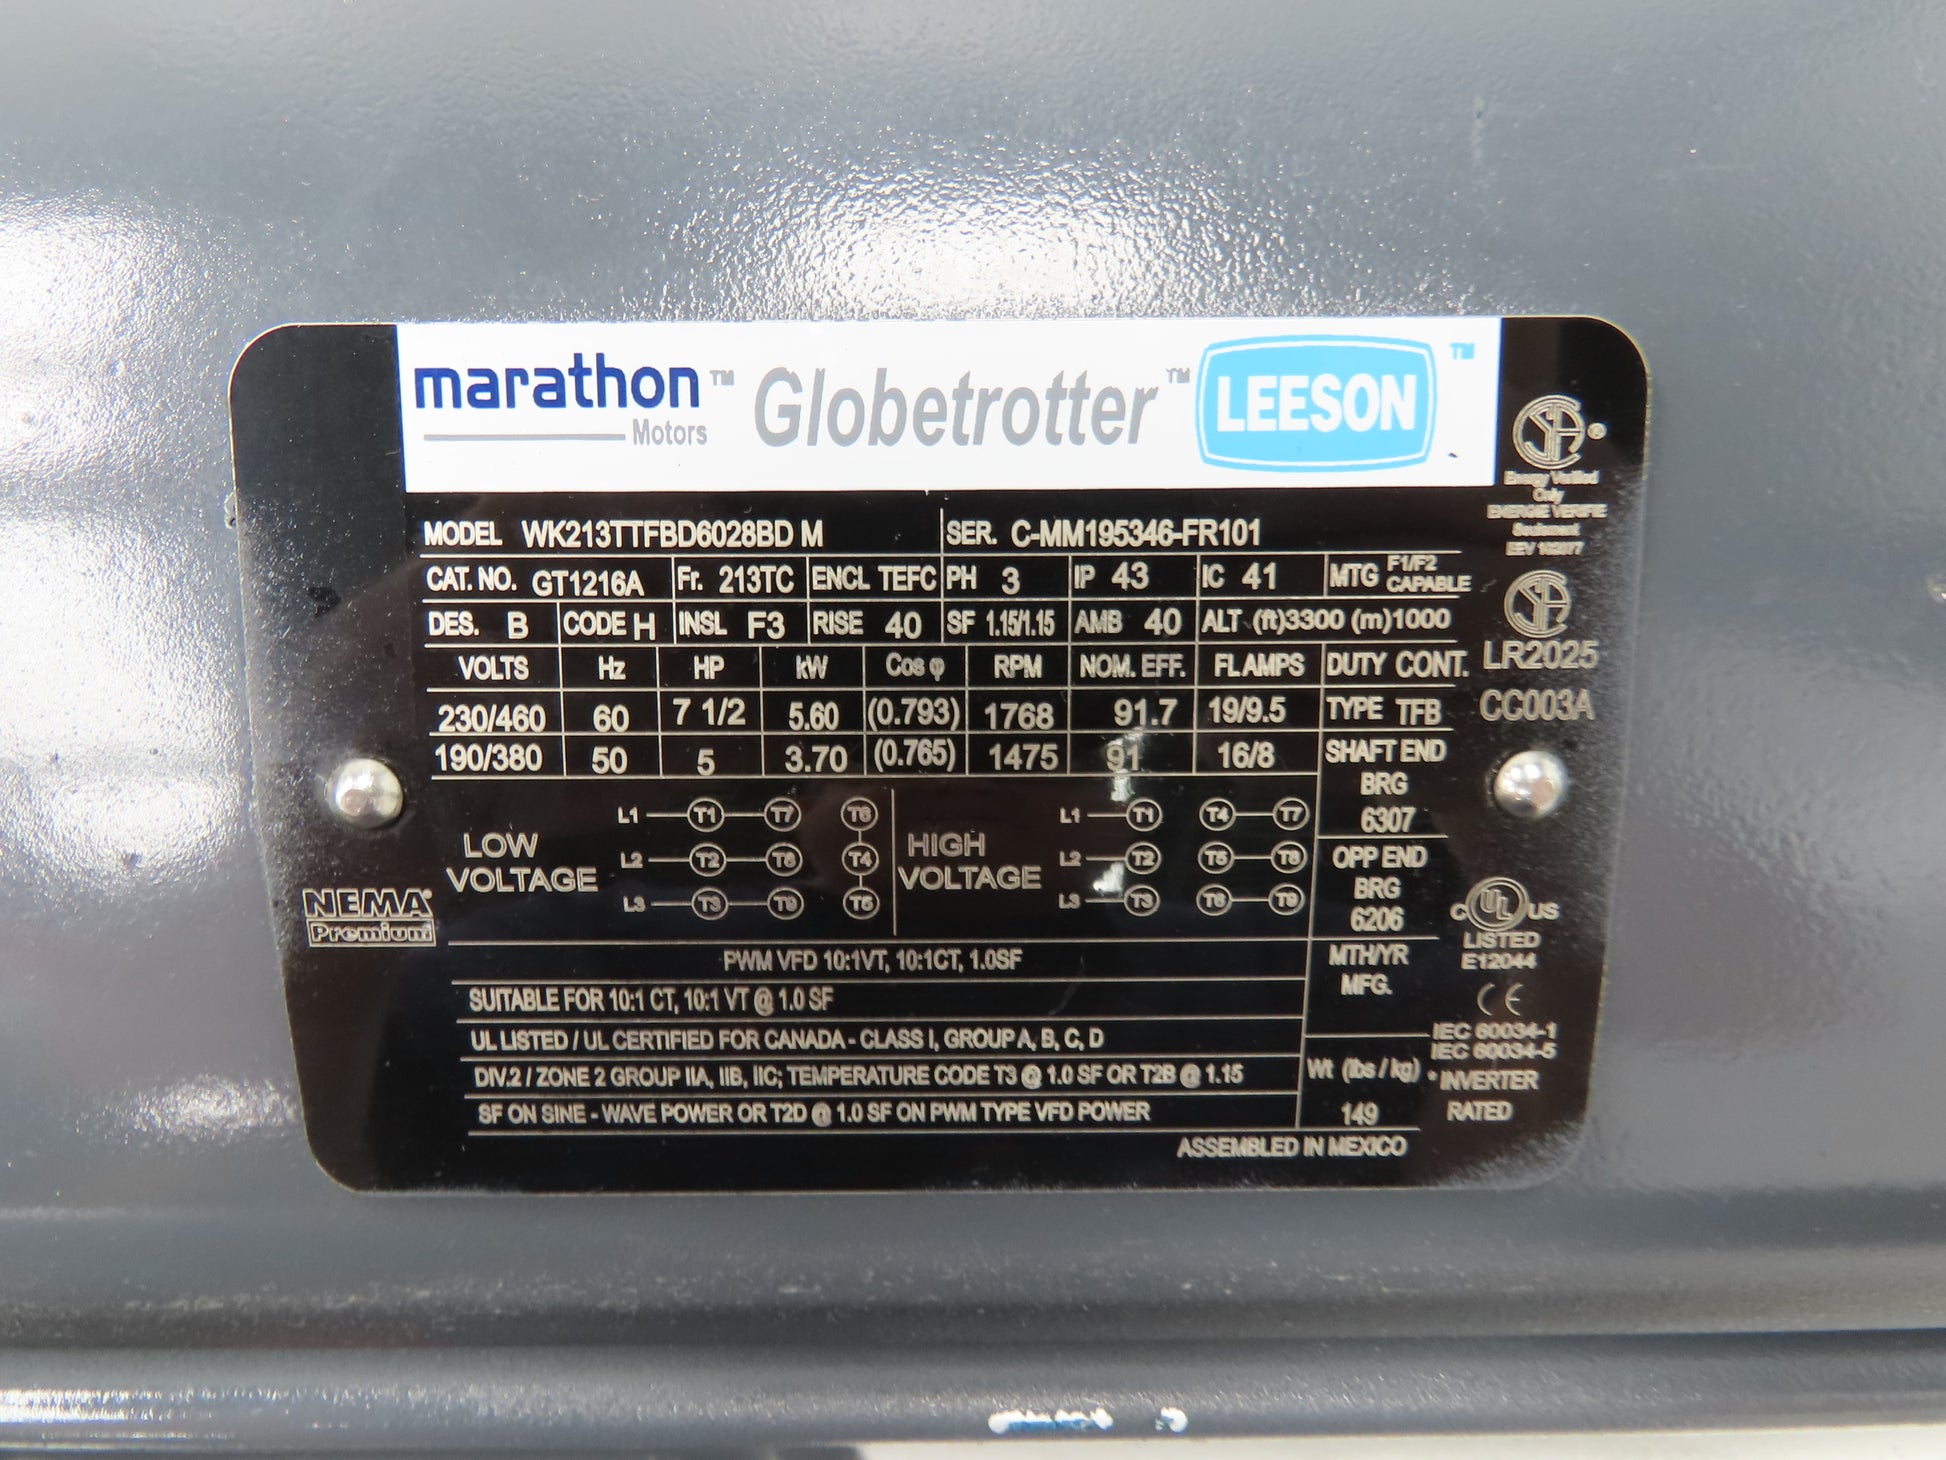 marathon™ Globetrotter™ LEESON ™
Motors
Energy Verified
Only
ENERGIE VERIFIE
Seulement
MODEL WK213TTFBD6028BD M SER. C-MM195346-FR101
CAT. NO. GT1216A Fr. 213TC ENCL TEFC PH 3 IP 43 IC 41 MTG F1/F2 CAPABLE
DES. B CODE H INSL F3 RISE 40 SF 1.15/1.15 AMB 40 ALT (ft)3300 (m)1000
LR2025
VOLTS Hz HP kW Cos φ RPM NOM. EFF. FL AMPS DUTY CONT.
230/460 60 7 1/2 5.60 (0.793) 1768 91.7 19/9.5 TYPE TFB
CC003A
190/380 50 5 3.70 (0.765) 1475 91 16/8 SHAFT END
BRG
6307
LOW
VOLTAGE
L1 T1 T7 T6
L2 T2 T8 T4
L3 T3 T9 T5
HIGH
VOLTAGE
L1 T1 T4 T7
L2 T2 T5 T8
L3 T3 T6 T9
OPP END
BRG
6206
NEMA®
Premium
C UL US
LISTED
E12044
CE
PWM VFD 10:1VT, 10:1CT, 1.0SF
MTH/YR
MFG.
SUITABLE FOR 10:1 CT, 10:1 VT @ 1.0 SF
UL LISTED / UL CERTIFIED FOR CANADA - CLASS I, GROUP A, B, C, D
IEC 60034-1
IEC 60034-5
DIV.2 / ZONE 2 GROUP IIA, IIB, IIC; TEMPERATURE CODE T3 @ 1.0 SF OR T2B @ 1.15
Wt (lbs / kg)
149
* INVERTER
RATED
SF ON SINE - WAVE POWER OR T2D @ 1.0 SF ON PWM TYPE VFD POWER
ASSEMBLED IN MEXICO